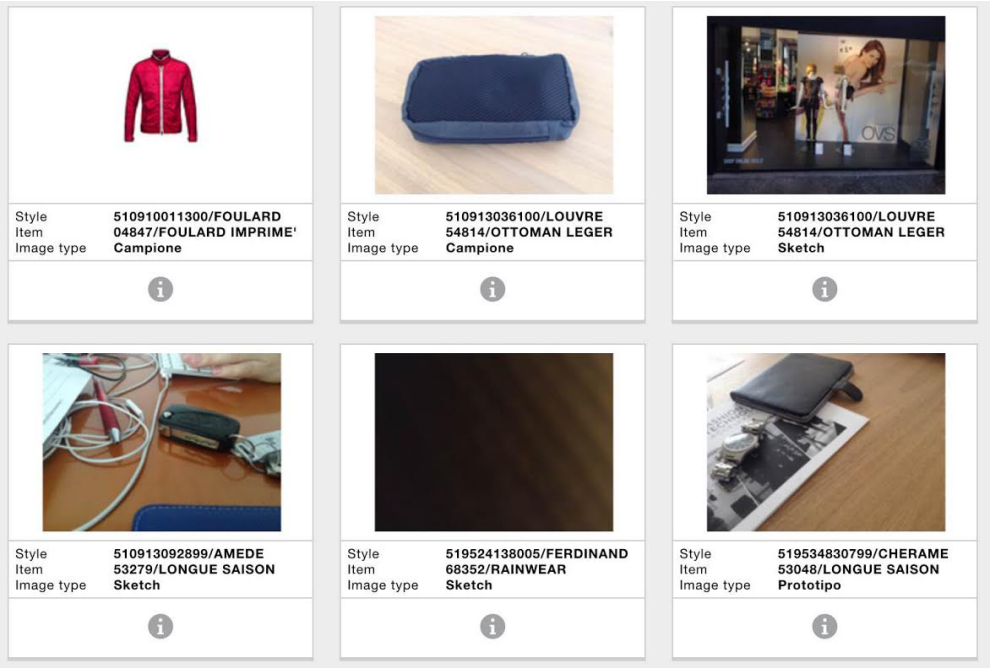 OVS
Style 510910011300/FOULARD
Item 04847/FOULARD IMPRIME'
Image type Campione
Style 510913036100/LOUVRE
Item 54814/OTTOMAN LEGER
Image type Campione
Style 510913036100/LOUVRE
Item 54814/OTTOMAN LEGER
Image type Sketch
Style 510913092899/AMEDE
Item 53279/LONGUE SAISON
Image type Sketch
Style 519524138005/FERDINAND
Item 68352/RAINWEAR
Image type Sketch
Style 519534830799/CHERAME
Item 53048/LONGUE SAISON
Image type Prototipo